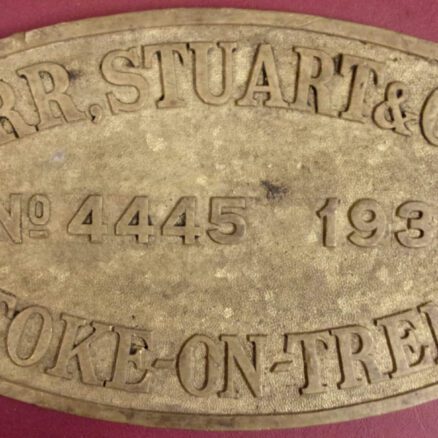 RR, STUART & C
No 4445 193
TOKE-ON-TRE